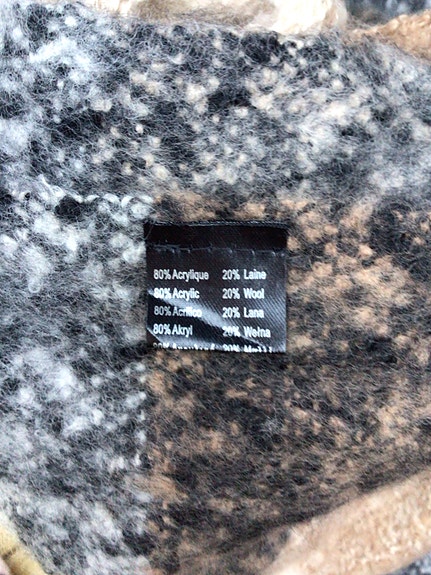 80% Acrylique 20% Laine
80% Acrylic 20% Wool
80% Acrilico 20% Lana
80% Akryl 20% Wełna